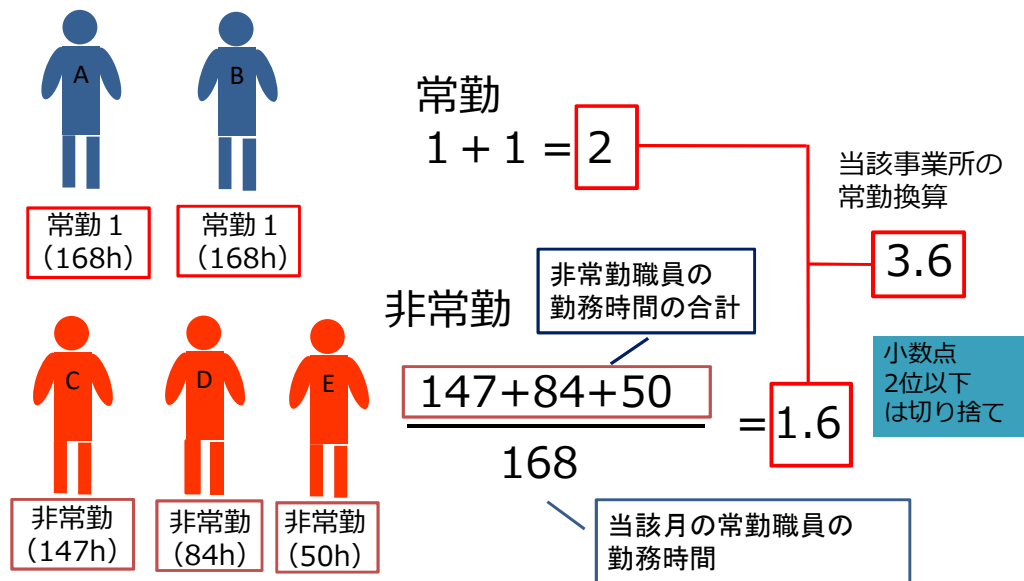 A
B
常勤１
（168h）
常勤１
（168h）
常勤
1 + 1 = 2
当該事業所の
常勤換算
3.6
C
D
E
非常勤
（147h）
非常勤
（84h）
非常勤
（50h）
非常勤
非常勤職員の
勤務時間の合計
147+84+50
168
=1.6
小数点
2位以下
は切り捨て
当該月の常勤職員の
勤務時間